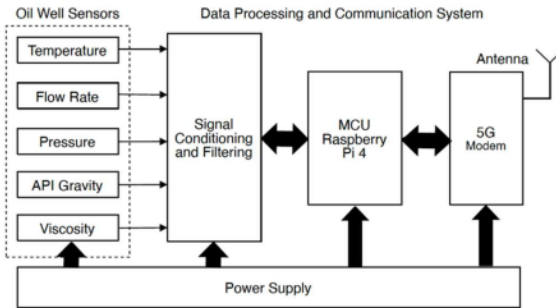 Oil Well Sensors
Data Processing and Communication System
Temperature
Flow Rate
Pressure
API Gravity
Viscosity
Signal
Conditioning
and Filtering
MCU
Raspberry
Pi 4
5G
Modem
Antenna
Power Supply